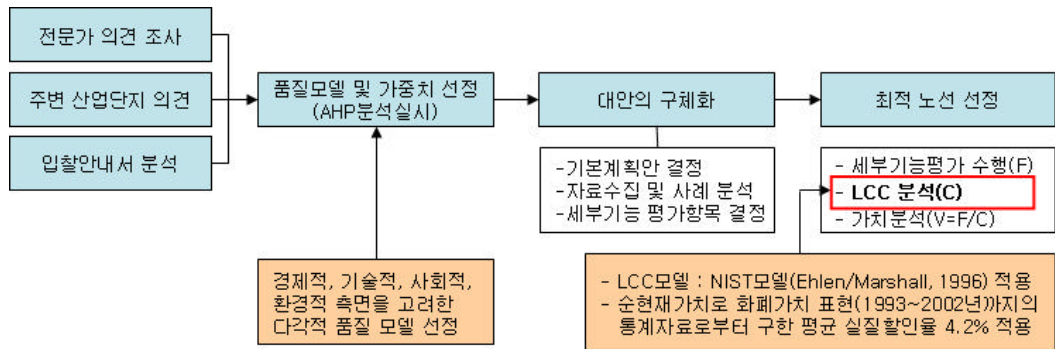 전문가 의견 조사
주변 산업단지 의견
입찰안내서 분석
품질모델 및 가중치 선정
(AHP분석실시)
대안의 구체화
최적 노선 선정
-기본계획안 결정
-자료수집 및 사례 분석
-세부기능 평가항목 결정
- 세부기능평가 수행(F)
- LCC 분석(C)
- 가치분석(V=F/C)
경제적, 기술적, 사회적,
환경적 측면을 고려한
다각적 품질 모델 선정
- LCC모델 : NIST모델(Ehlen/Marshall, 1996) 적용
- 순현재가치로 화폐가치 표현(1993~2002년)까지의
통계자료로부터 구한 평균 실질할인율 4.2% 적용